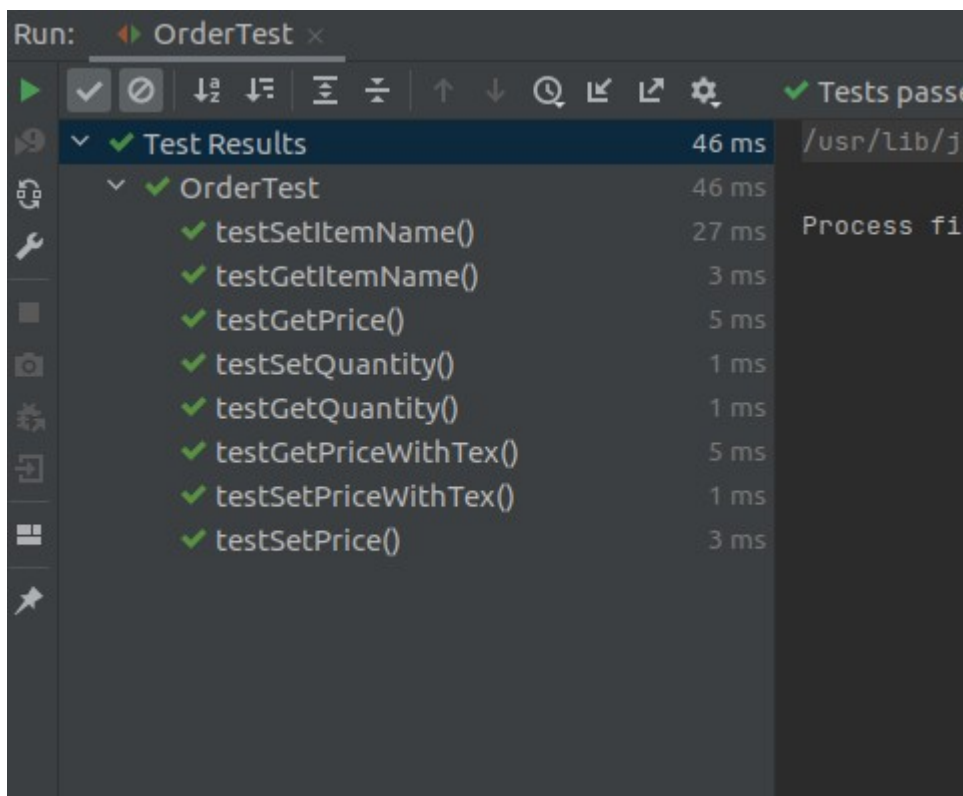 Run: OrderTest
Tests passe
Test Results 46 ms /usr/lib/j
OrderTest 46 ms
testSetItemName() 27 ms Process fi
testGetItemName() 3 ms
testGetPrice() 5 ms
testSetQuantity() 1 ms
testGetQuantity() 1 ms
testGetPriceWithTex() 5 ms
testSetPriceWithTex() 1 ms
testSetPrice() 3 ms